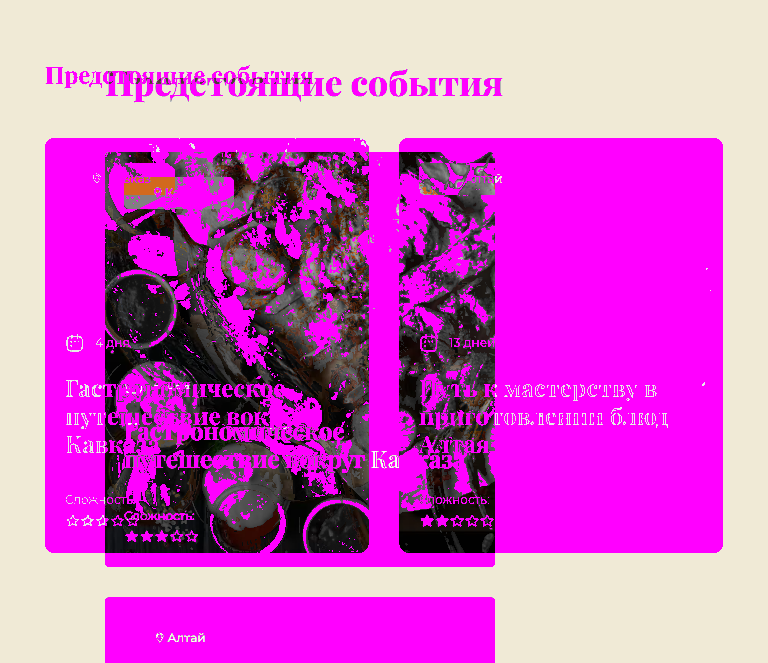 Предстоящие события
Предстоящие события
4 дня
13 дней
Гастрономическое
путешествие вокруг
Кавказа
Путь к мастерству в
приготовлении блюд
Алтая
Гастрономическое
путешествие вокруг Кавказа
Сложность:
Сложность:
Сложность:
Алтай